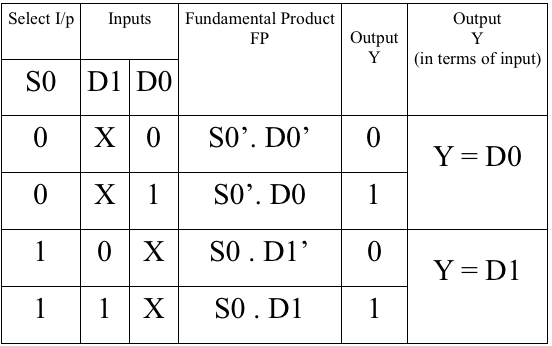 Select I/p Inputs Fundamental Product Output Output
FP Y Y
(in terms of input)
S0 D1 D0
0 X 0 S0’. D0’ 0 Y = D0
0 X 1 S0’. D0 1
1 0 X S0 . D1’ 0 Y = D1
1 1 X S0 . D1 1